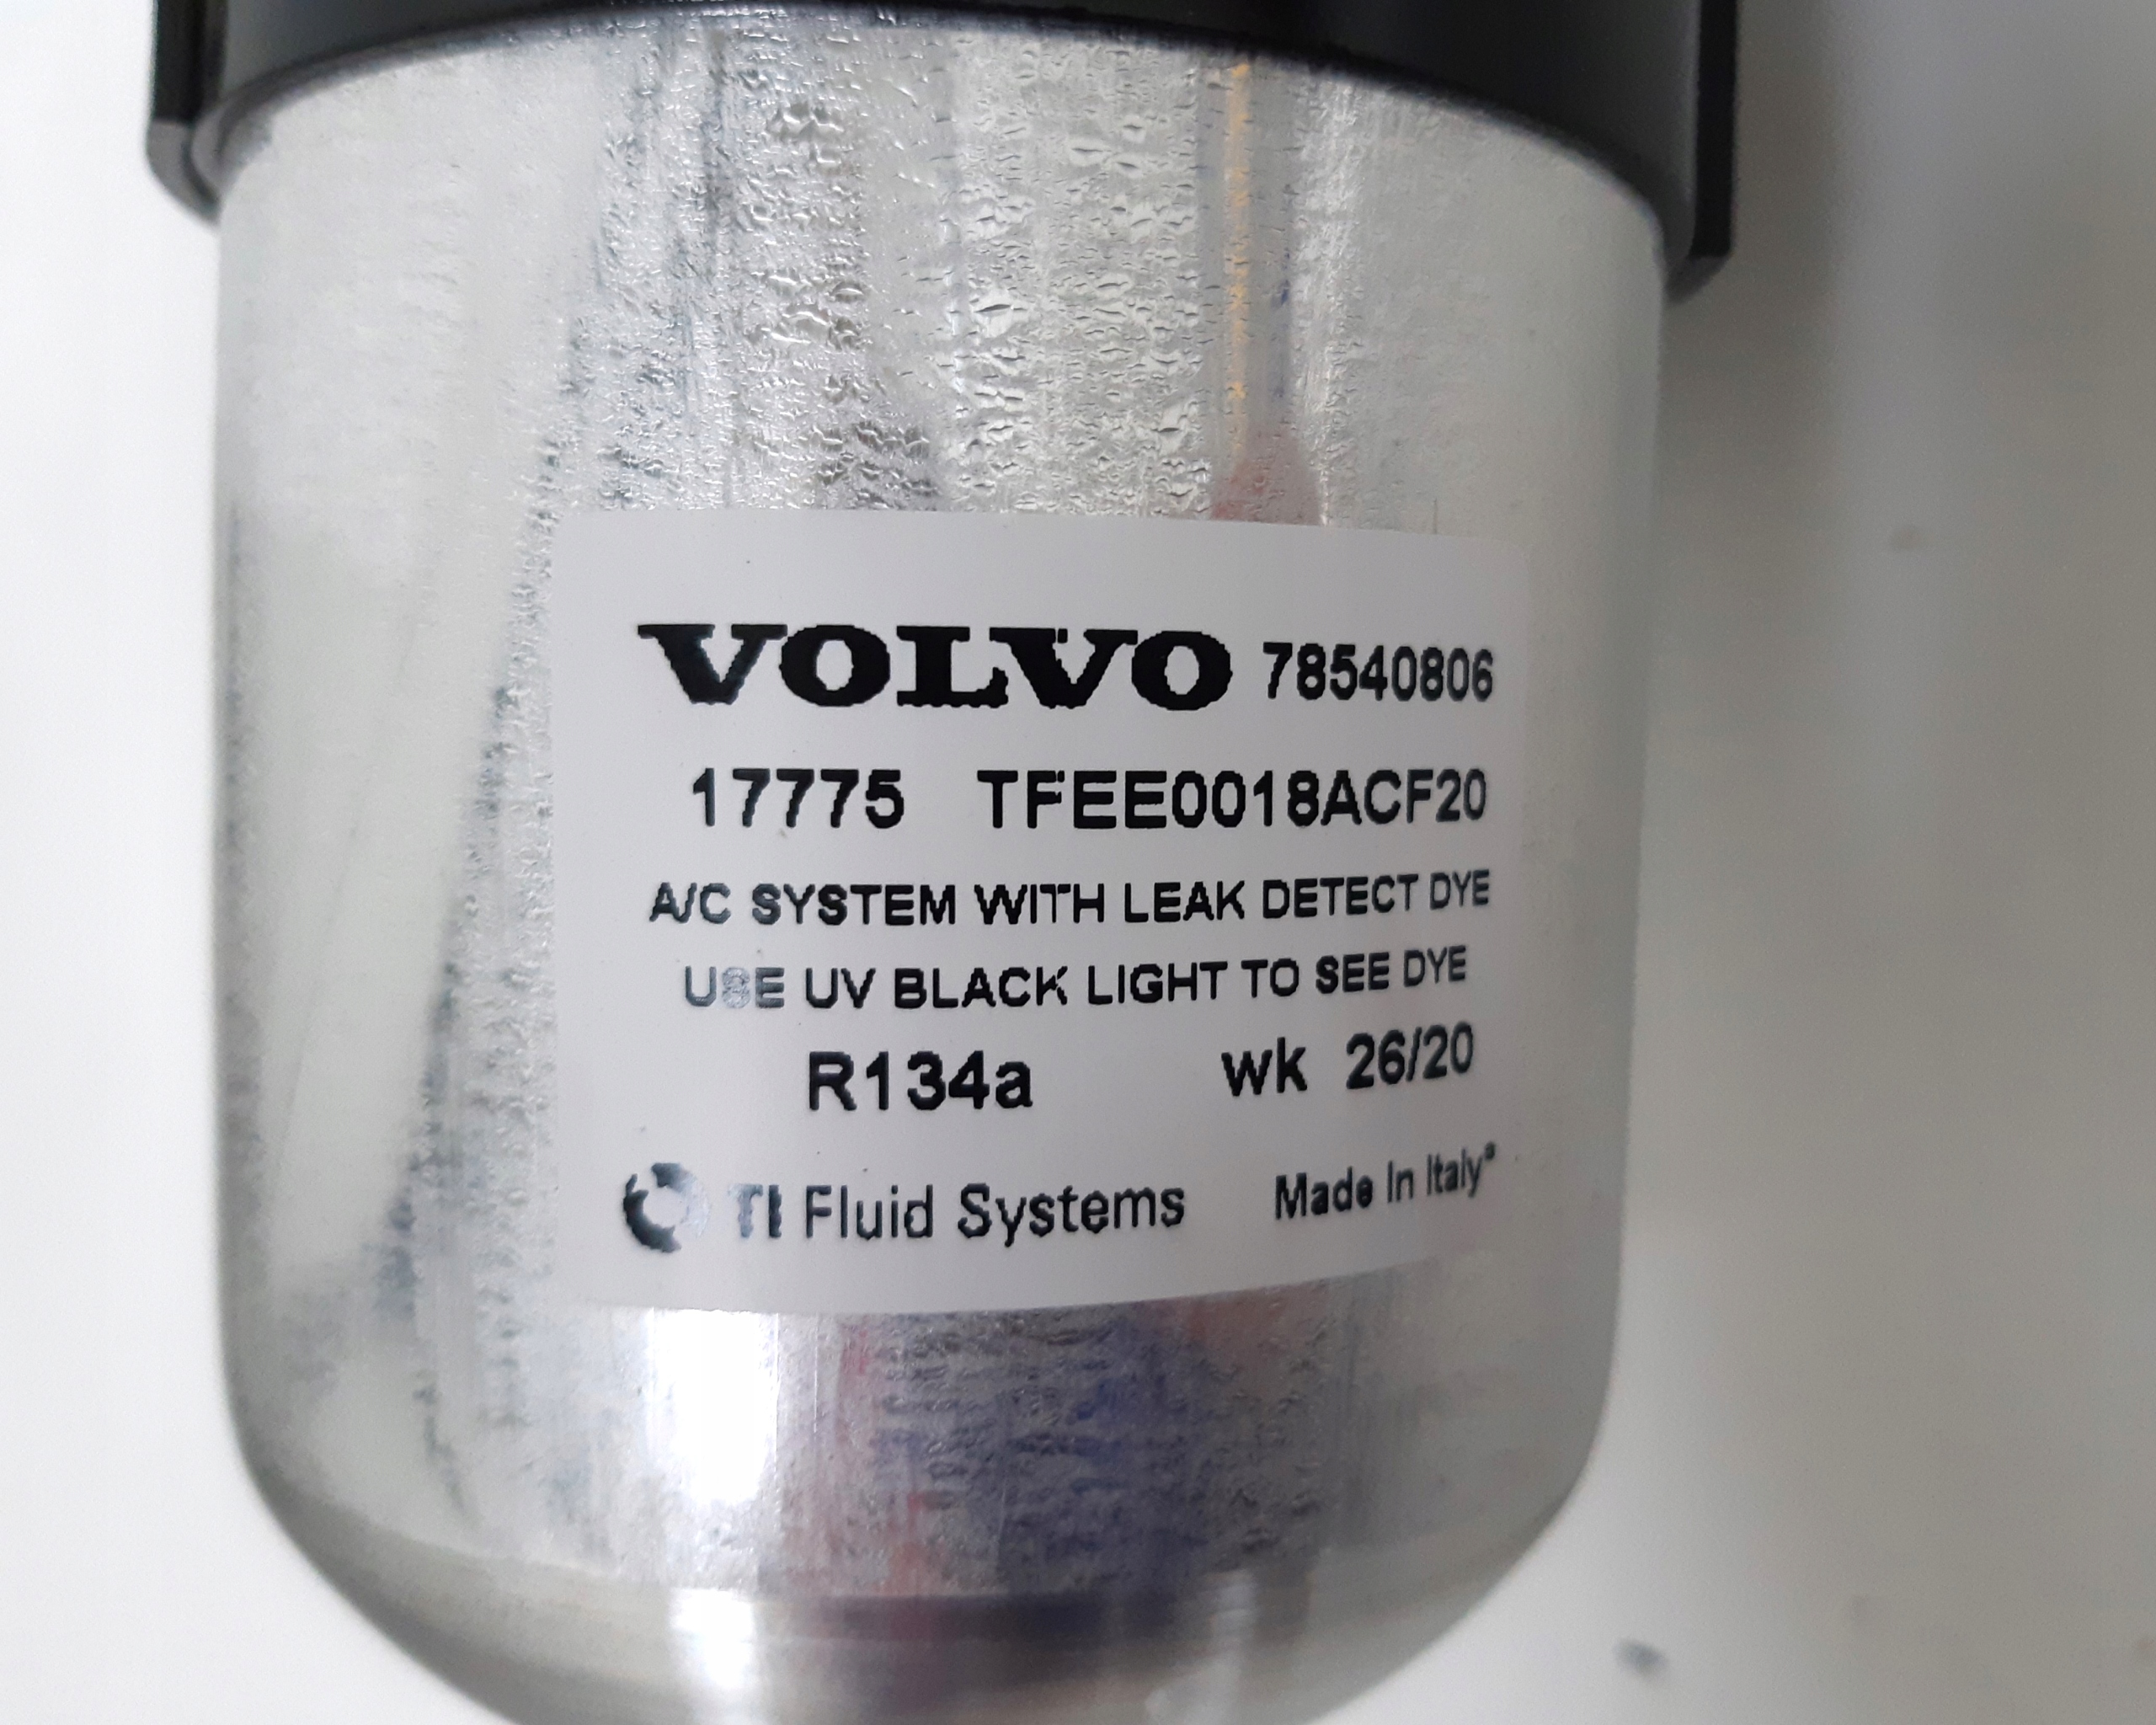 VOLVO 78540806
17775 TFEE0018ACF20
A/C SYSTEM WITH LEAK DETECT DYE
USE UV BLACK LIGHT TO SEE DYE
R134a wk 26/20
TI Fluid Systems Made In Italy